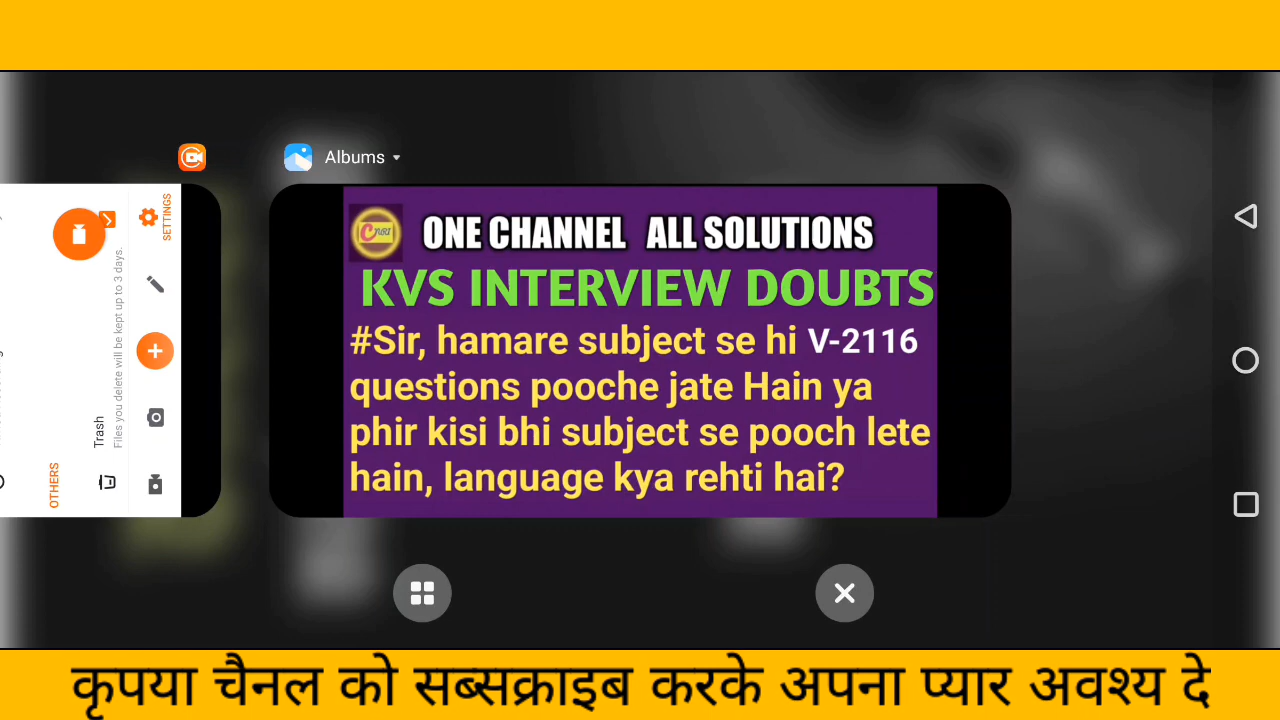 Albums
SETTINGS
Files you delete will be kept up to 3 days.
Trash
OTHERS
ONE CHANNEL ALL SOLUTIONS
KVS INTERVIEW DOUBTS
#Sir, hamare subject se hi V-2116
questions pooche jate Hain ya
phir kisi bhi subject se pooch lete
hain, language kya rehti hai?
कृपया चैनल को सब्सक्राइब करके अपना प्यार अवश्य दे